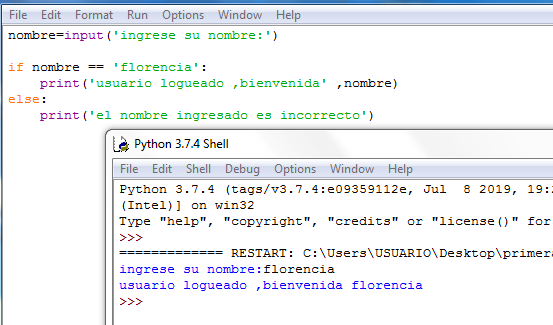 File Edit Format Run Options Window Help
nombre=input('ingrese su nombre:')
if nombre == 'florencia':
    print('usuario logueado ,bienvenida' ,nombre)
else:
    print('el nombre ingresado es incorrecto')
Python 3.7.4 Shell
File Edit Shell Debug Options Window Help
Python 3.7.4 (tags/v3.7.4:e09359112e, Jul  8 2019, 19:2
(Intel)] on win32
Type "help", "copyright", "credits" or "license()" for
>>>
============= RESTART: C:\Users\USUARIO\Desktop\primera
ingrese su nombre:florencia
usuario logueado ,bienvenida florencia
>>>